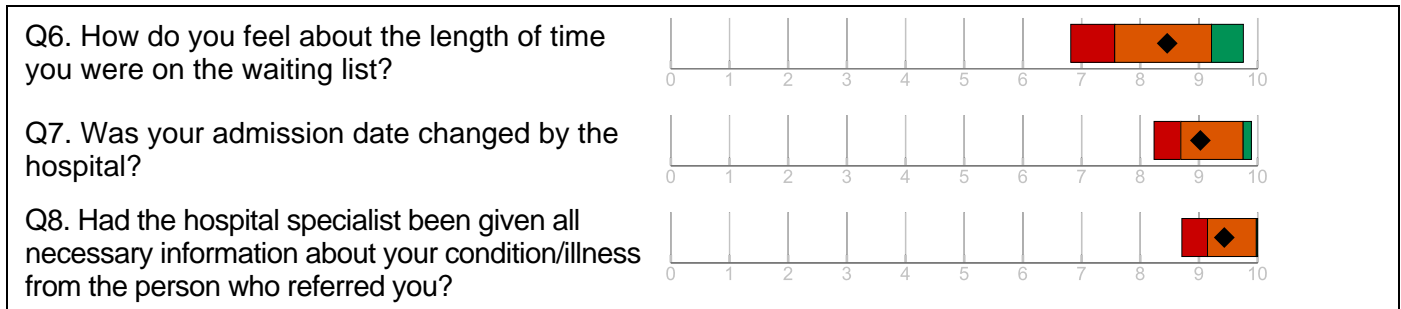 Q6. How do you feel about the length of time
you were on the waiting list?
0 1 2 3 4 5 6 7 8 9 10
Q7. Was your admission date changed by the
hospital?
0 1 2 3 4 5 6 7 8 9 10
Q8. Had the hospital specialist been given all
necessary information about your condition/illness
from the person who referred you?
0 1 2 3 4 5 6 7 8 9 10